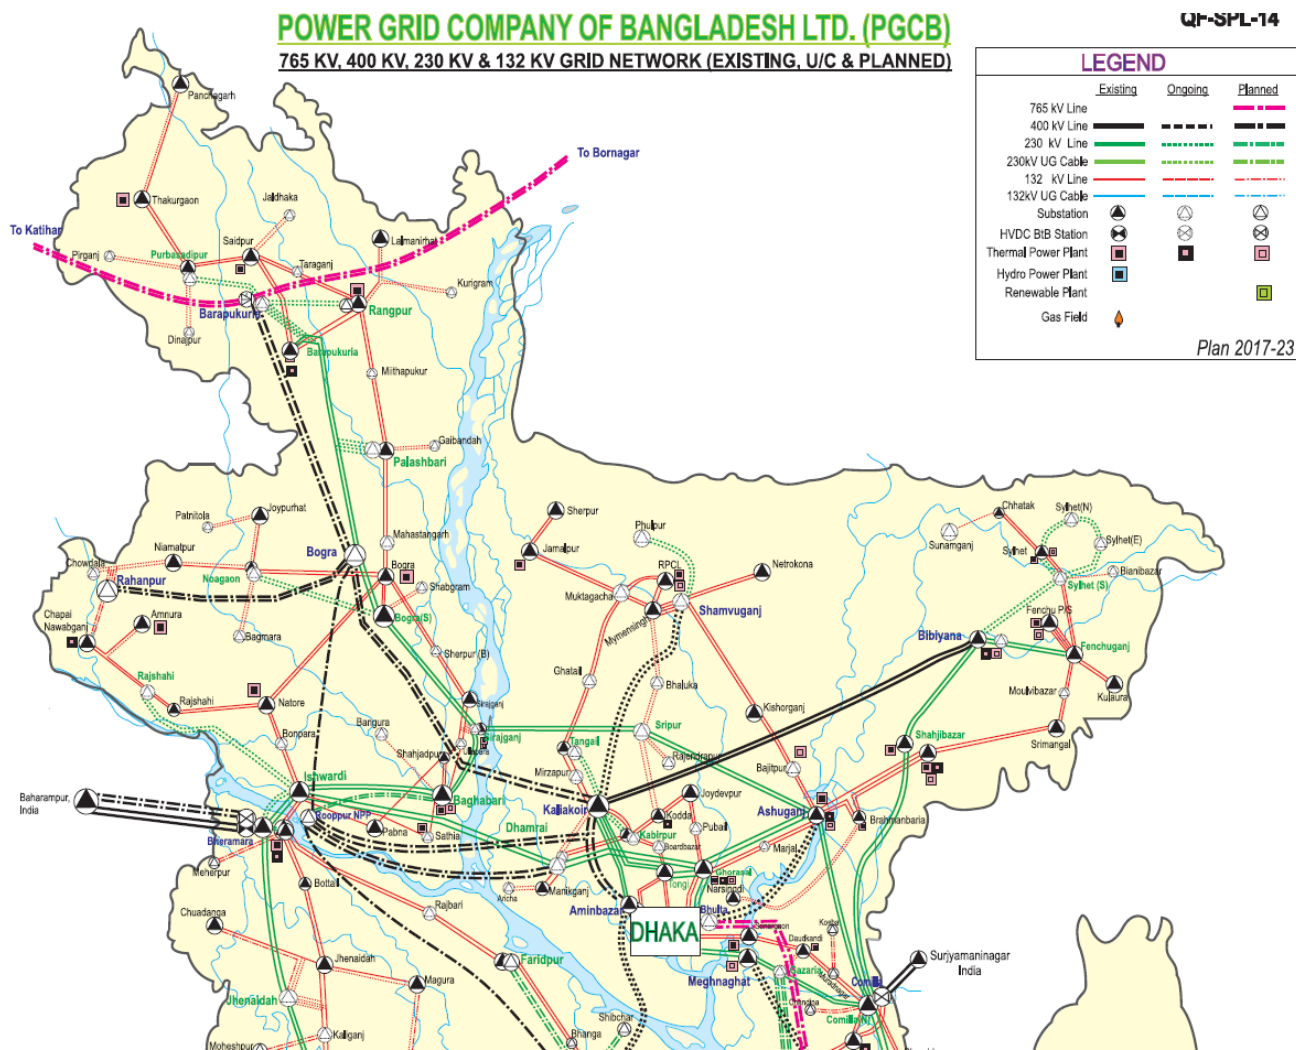 POWER GRID COMPANY OF BANGLADESH LTD. (PGCB)
765 KV, 400 KV, 230 KV & 132 KV GRID NETWORK (EXISTING, U/C & PLANNED)
QF-SPL-14
LEGEND
Existing Ongoing Planned
765 kV Line
400 kV Line
230 kV Line
230kV UG Cable
132 kV Line
132kV UG Cable
Substation
HVDC BtB Station
Thermal Power Plant
Hydro Power Plant
Renewable Plant
Gas Field
Plan 2017-23
Panchagarh
To Bornagar
Thakurgaon
Jaldhaka
To Katihar
Saidpur
Lalmanirhat
Pirganj
Purbasadipur
Taraganj
Kurigram
Barapukuria
Rangpur
Dinajpur
Barapukuria
Mithapukur
Gaibandah
Palashbari
Patnitola
Joypurhat
Sherpur
Phulpur
Chhatak
Sylhet(N)
Mahastangarh
Sunamganj
Sylhet(E)
Niamatpur
Bogra
Jamalpur
Sylhet
Chowdala
Noagaon
Bogra
RPCL
Netrokona
Bianibazar
Rahanpur
Shabgram
Muktagacha
Sylhet (S)
Chapai
Nawabganj
Amnura
Bogra(S)
Mymensingh
Shamvuganj
Fenchu P/S
Bagmara
Bibiyana
Fenchuganj
Sherpur (B)
Rajshahi
Ghatail
Bhaluka
Moulvibazar
Kulaura
Rajshahi
Natore
Sirajganj
Kishorganj
Bangura
Sirajganj
Sripur
Shahjibazar
Bonpara
Shahjadpur
Tangail
Rajendrapur
Srimangal
Mirzapur
Bajitpur
Ishwardi
Baharampur,
India
Baghabari
Kaliakoir
Joydevpur
Ashuganj
Rooppur NPP
Kodda
Brahmanbaria
Pabna
Sathia
Dhamrai
Kabirpur
Pubail
Bheramara
Boardbazar
Marjal
Meherpur
Ghorasal
Bottail
Aricha
Manikganj
Tongi
Narsingdi
Chuadanga
Rajbari
Aminbazar
Bhulta
DHAKA
Daudkandi
Surjyamaninagar
India
Jhenaidah
Magura
Faridpur
Meghnaghat
Gazaria
Comilla
Jhenaidah
Comilla(N)
Shibchar
Kaliganj
Bhanga
Moheshpur